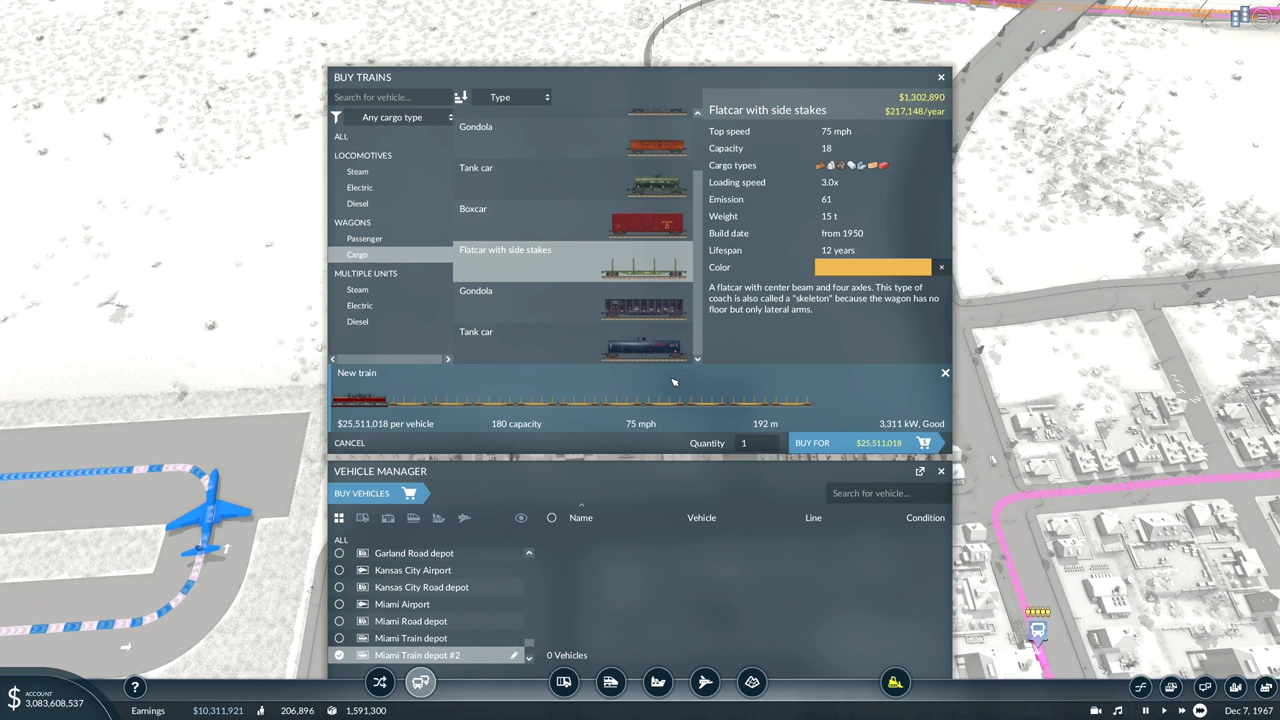 BUY TRAINS
Search for vehicle...
Type
Any cargo type
ALL
LOCOMOTIVES
Steam
Electric
Diesel
WAGONS
Passenger
Cargo
MULTIPLE UNITS
Steam
Electric
Diesel
Gondola
Tank car
Boxcar
Flatcar with side stakes
Gondola
Tank car
$1,302,890
Flatcar with side stakes
$217,148/year
Top speed 75 mph
Capacity 18
Cargo types
Loading speed 3.0x
Emission 61
Weight 15 t
Build date from 1950
Lifespan 12 years
Color
A flatcar with center beam and four axles. This type of
coach is also called a "skeleton" because the wagon has no
floor but only lateral arms.
New train
$25,511,018 per vehicle 180 capacity 75 mph 192 m 3,311 kW, Good
CANCEL Quantity 1 BUY FOR $25,511,018
VEHICLE MANAGER
BUY VEHICLES
Search for vehicle...
Name Vehicle Line Condition
ALL
Garland Road depot
Kansas City Airport
Kansas City Road depot
Miami Airport
Miami Road depot
Miami Train depot
Miami Train depot #2
0 Vehicles
$ ACCOUNT
3,083,608,537
?
Earnings $10,311,921 206,896 1,591,300
Dec 7, 1967